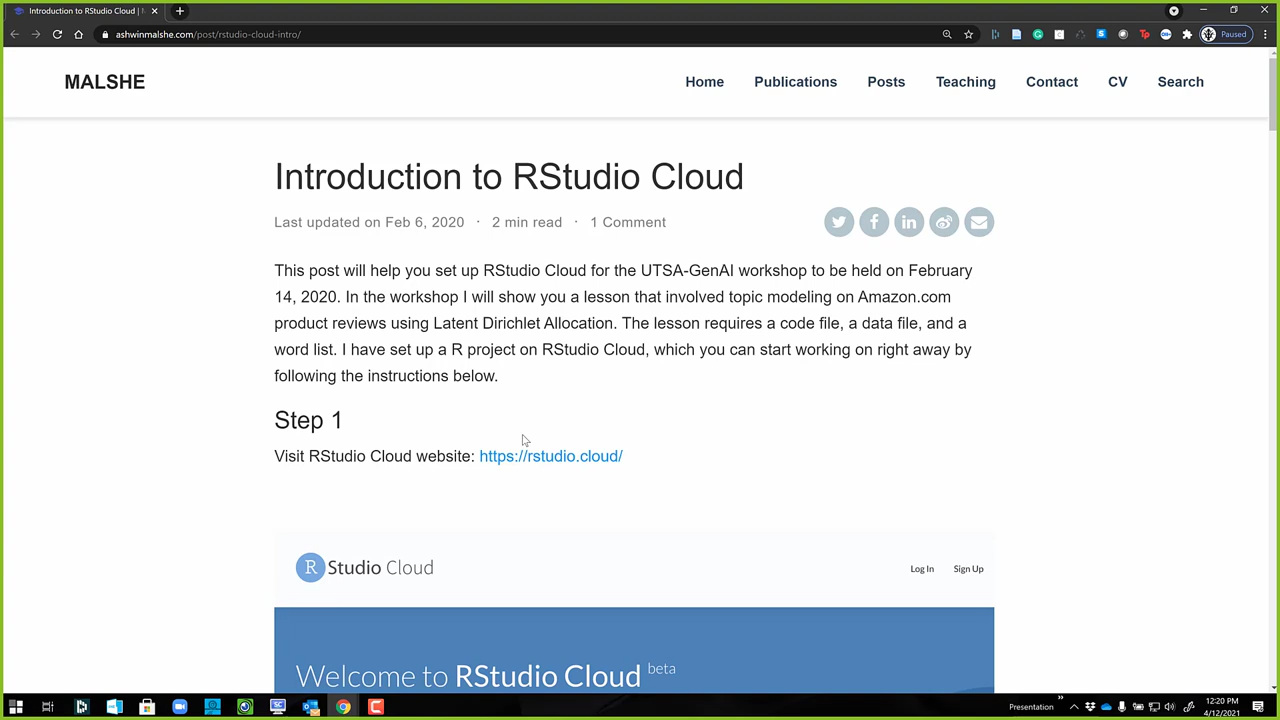 Introduction to RStudio Cloud |
ashwinmalshe.com/post/rstudio-cloud-intro/
Paused
MALSHE
Home Publications Posts Teaching Contact CV Search
Introduction to RStudio Cloud
Last updated on Feb 6, 2020 · 2 min read · 1 Comment
This post will help you set up RStudio Cloud for the UTSA-GenAI workshop to be held on February
14, 2020. In the workshop I will show you a lesson that involved topic modeling on Amazon.com
product reviews using Latent Dirichlet Allocation. The lesson requires a code file, a data file, and a
word list. I have set up a R project on RStudio Cloud, which you can start working on right away by
following the instructions below.
Step 1
Visit RStudio Cloud website: https://rstudio.cloud/
R Studio Cloud
Log In Sign Up
Welcome to RStudio Cloud beta
Presentation
12:20 PM
4/12/2021